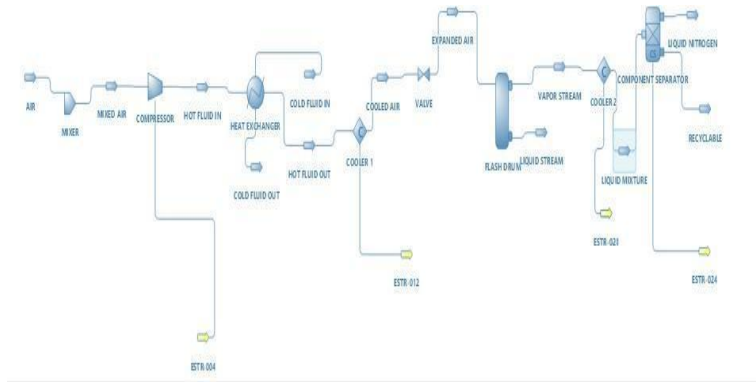 EXPANDED AIR
LIQUID NITROGEN
COMPONENT SEPARATOR
AIR
MIXER
MIXED AIR
COMPRESSOR
HOT FLUID IN
HEAT EXCHANGER
COLD FLUID IN
COOLED AIR
VALVE
VAPOR STREAM
COOLER 2
RECYCLABLE
COLD FLUID OUT
HOT FLUID OUT
COOLER 1
FLASH DRUM
LIQUID STREAM
LIQUID MIXTURE
ESTR-012
ESTR-024
ESTR-004
C
C
CS